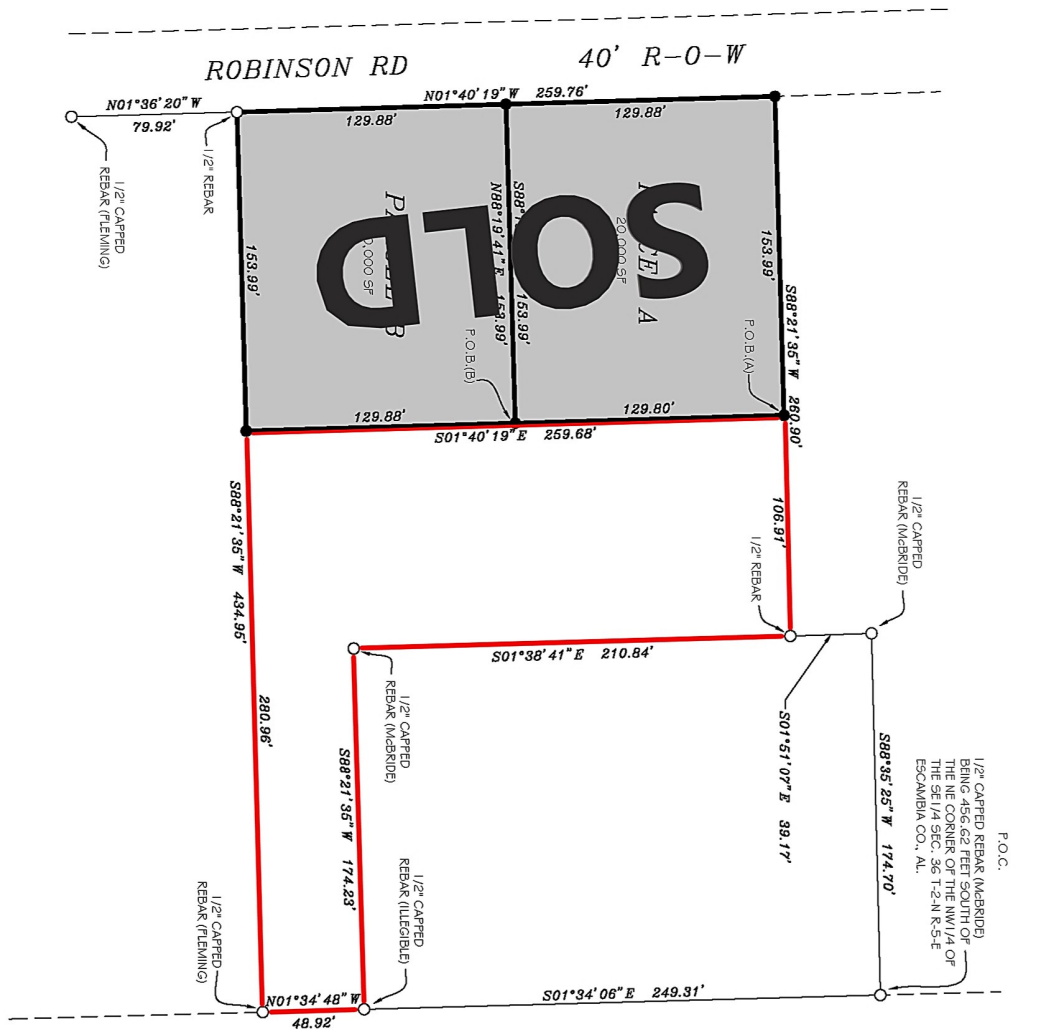 ROBINSON RD
40' R-O-W
N01°36'20"W
79.92'
N01°40'19"W 259.76'
129.88'
129.88'
1/2" CAPPED
REBAR (FLEMING)
1/2" REBAR
153.99'
N88°19'41"E 153.99'
153.99'
SOLD
20,000 SF
A
B
P.O.B.(B)
P.O.B.(A)
153.99'
S88°21'35"W 260.90'
129.88'
129.80'
S01°40'19"E 259.68'
S88°21'35"W 434.95'
280.96'
106.91'
1/2" REBAR
1/2" CAPPED
REBAR (McBRIDE)
S01°38'41"E 210.84'
1/2" CAPPED
REBAR (McBRIDE)
S01°51'07"E 39.17'
S88°35'25"W 174.70'
S88°21'35"W 174.23'
P.O.C.
1/2" CAPPED REBAR (McBRIDE)
BEING 456.62 FEET SOUTH OF
THE NE CORNER OF THE NW1/4 OF
THE SE1/4 SEC. 36 T-2-N R-5-E
ESCAMBIA CO., AL.
1/2" CAPPED
REBAR (FLEMING)
1/2" CAPPED
REBAR (ILLEGIBLE)
N01°34'48"W
48.92'
S01°34'06"E 249.31'